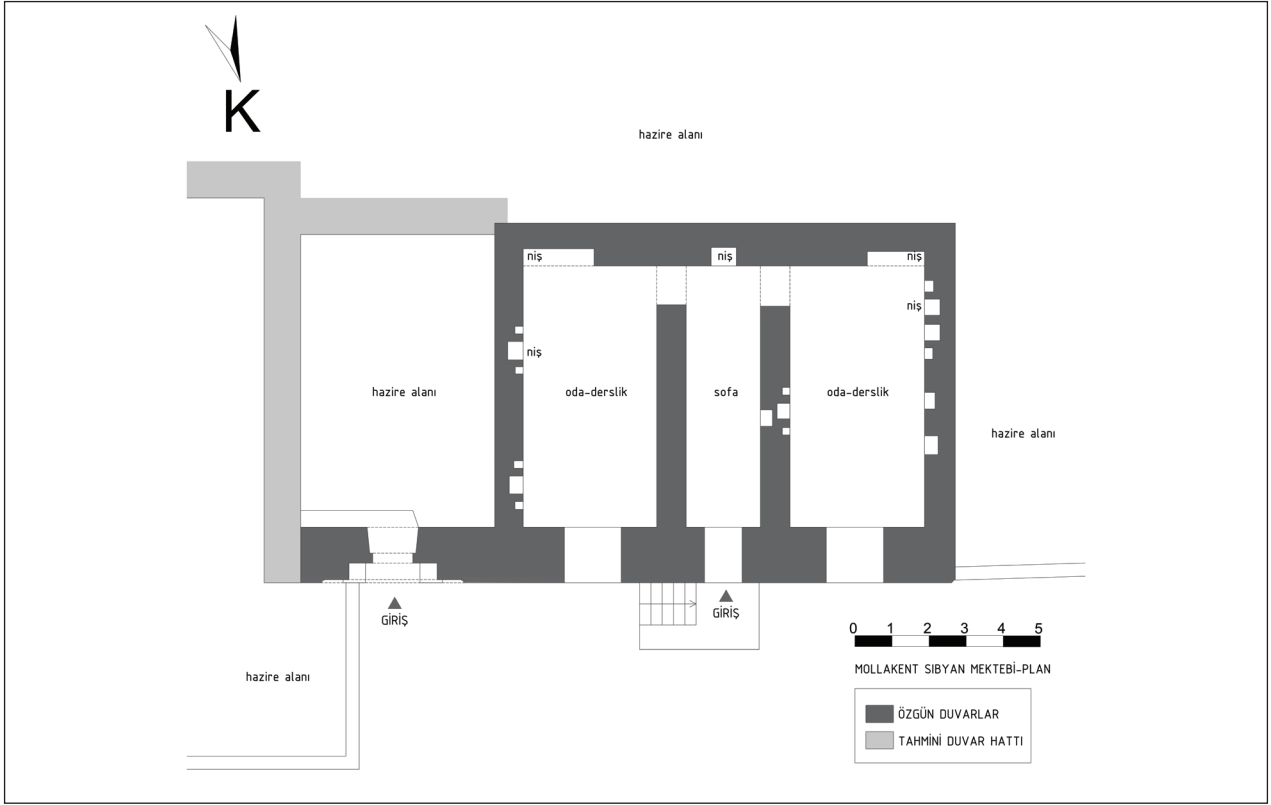 K
hazire alanı
niş
niş
niş
niş
niş
hazire alanı
oda-derslik
sofa
oda-derslik
hazire alanı
GİRİŞ
GİRİŞ
hazire alanı
0 1 2 3 4 5
MOLLAKENT SIBYAN MEKTEBİ-PLAN
ÖZGÜN DUVARLAR
TAHMİNİ DUVAR HATTI